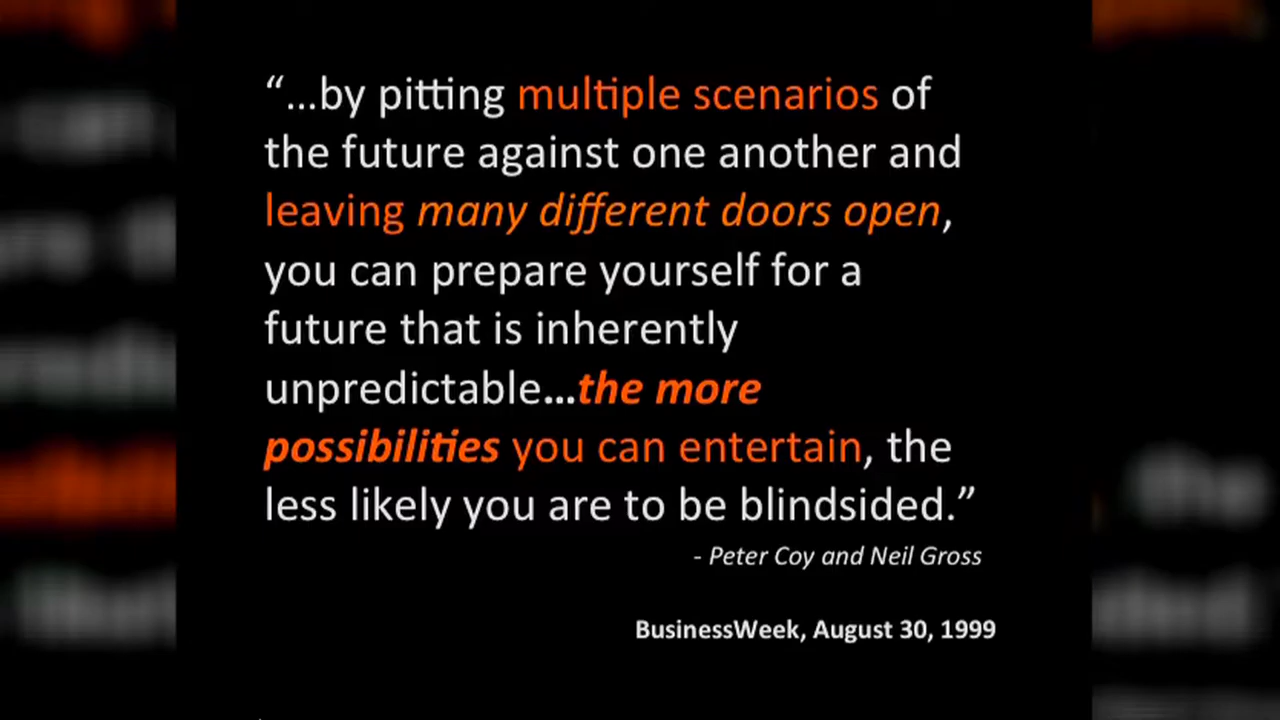 “...by pitting multiple scenarios of
the future against one another and
leaving many different doors open,
you can prepare yourself for a
future that is inherently
unpredictable...the more
possibilities you can entertain, the
less likely you are to be blindsided.”
- Peter Coy and Neil Gross
BusinessWeek, August 30, 1999